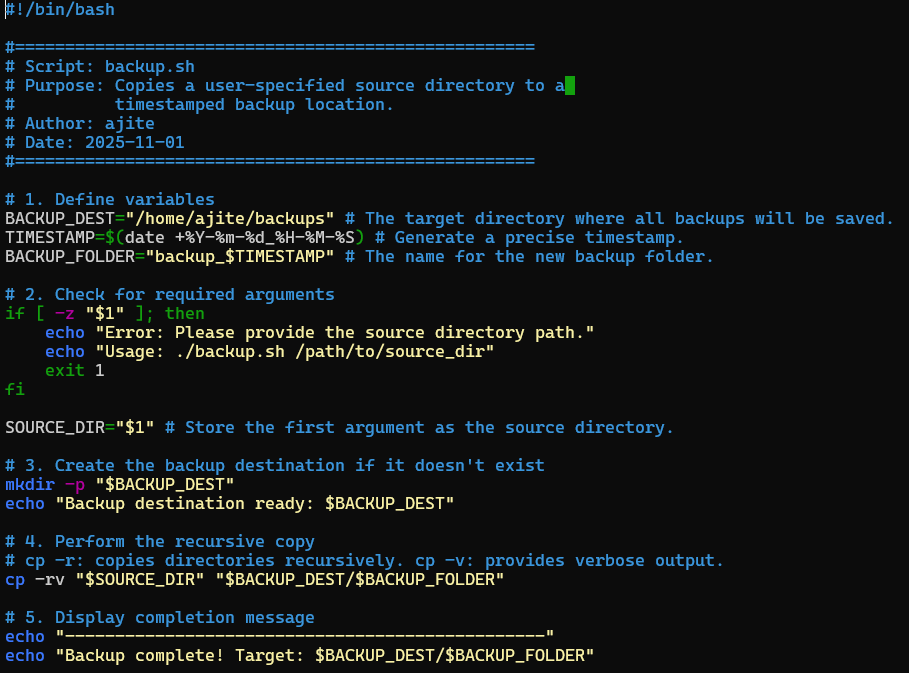 #!/bin/bash

#====================================================
# Script: backup.sh
# Purpose: Copies a user-specified source directory to a
#          timestamped backup location.
# Author: ajite
# Date: 2025-11-01
#====================================================

# 1. Define variables
BACKUP_DEST="/home/ajite/backups" # The target directory where all backups will be saved.
TIMESTAMP=$(date +%Y-%m-%d_%H-%M-%S) # Generate a precise timestamp.
BACKUP_FOLDER="backup_$TIMESTAMP" # The name for the new backup folder.

# 2. Check for required arguments
if [ -z "$1" ]; then
    echo "Error: Please provide the source directory path."
    echo "Usage: ./backup.sh /path/to/source_dir"
    exit 1
fi

SOURCE_DIR="$1" # Store the first argument as the source directory.

# 3. Create the backup destination if it doesn't exist
mkdir -p "$BACKUP_DEST"
echo "Backup destination ready: $BACKUP_DEST"

# 4. Perform the recursive copy
# cp -r: copies directories recursively. cp -v: provides verbose output.
cp -rv "$SOURCE_DIR" "$BACKUP_DEST/$BACKUP_FOLDER"

# 5. Display completion message
echo "------------------------------------------------"
echo "Backup complete! Target: $BACKUP_DEST/$BACKUP_FOLDER"